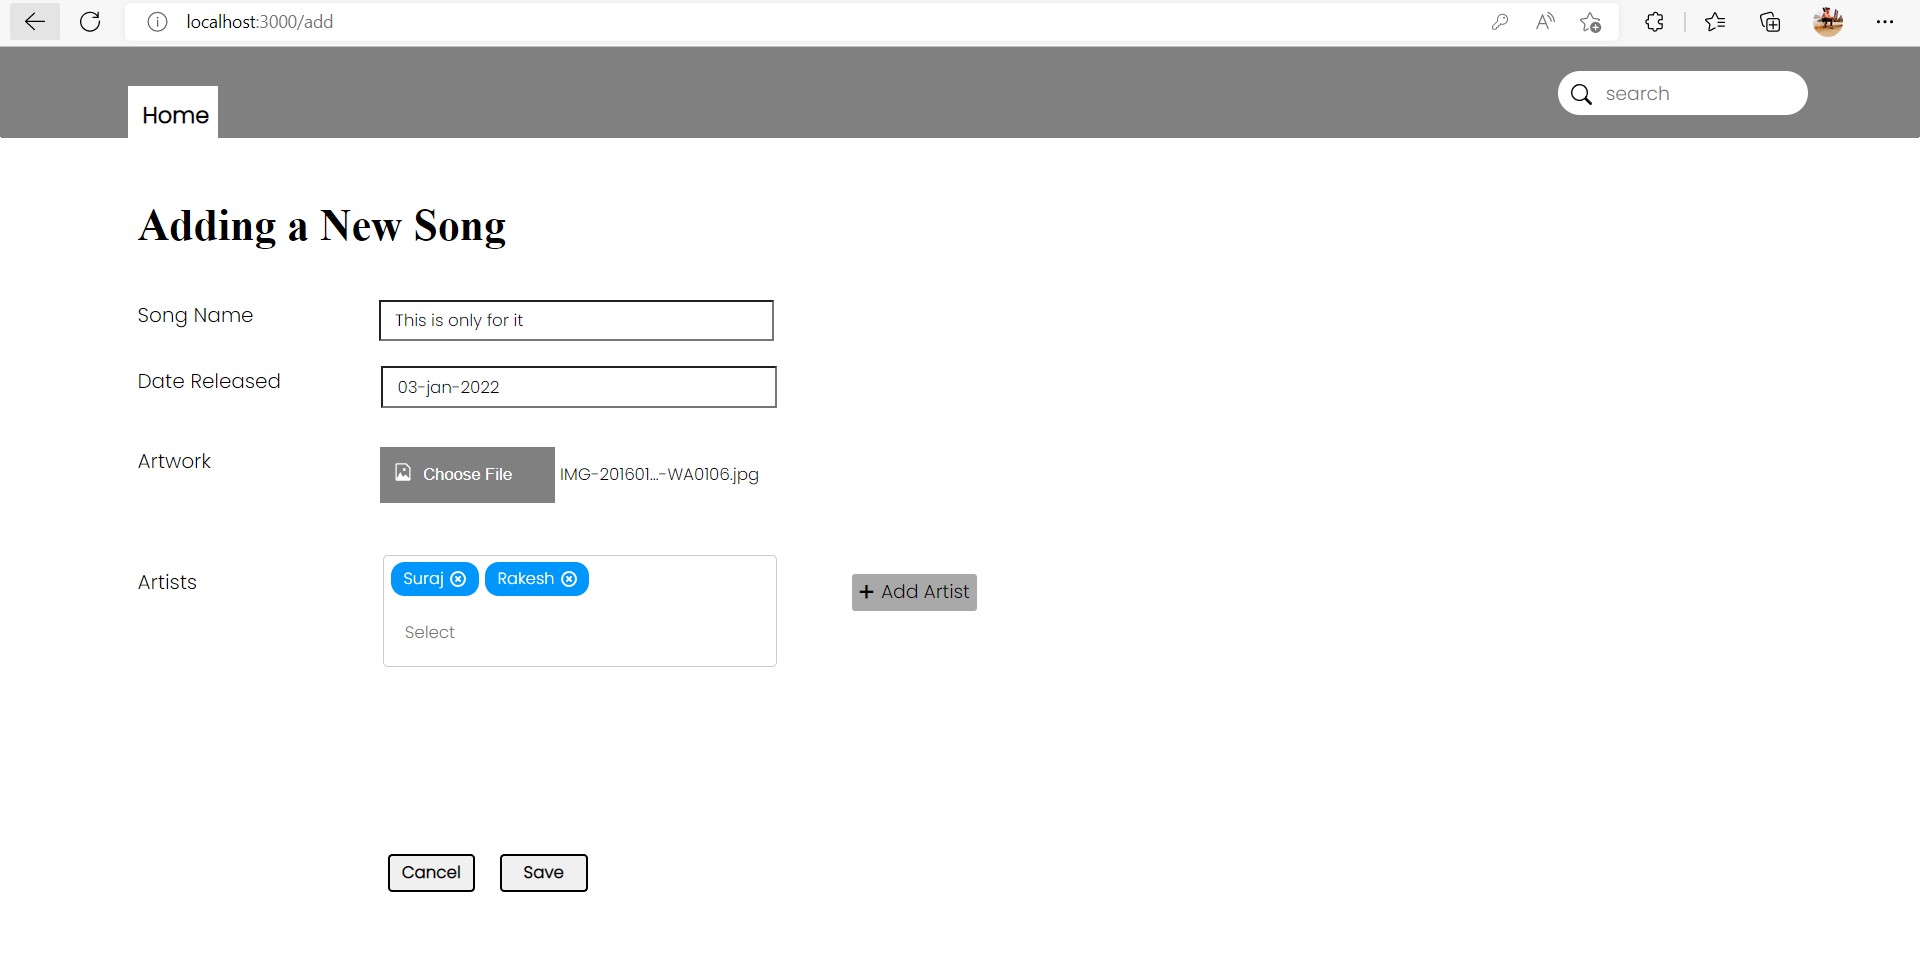 localhost:3000/add
Home
search
Adding a New Song
Song Name
This is only for it
Date Released
03-jan-2022
Artwork
Choose File
IMG-201601...-WA0106.jpg
Artists
Suraj Rakesh
Select
+ Add Artist
Cancel
Save